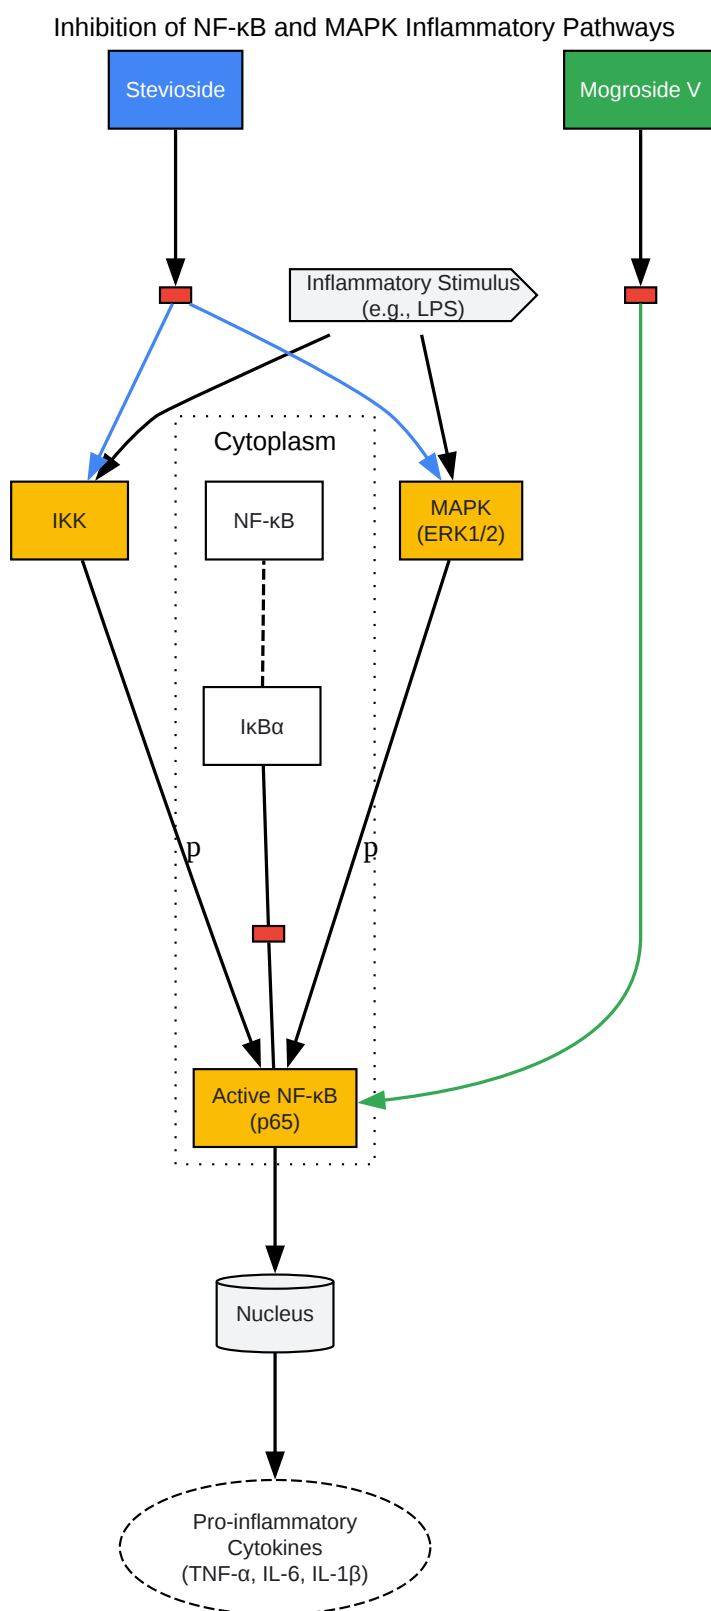 Inhibition of NF-κB and MAPK Inflammatory Pathways
Stevioside
Mogroside V
Inflammatory Stimulus
(e.g., LPS)
Cytoplasm
IKK
NF-κB
MAPK
(ERK1/2)
IκBα
p
p
Active NF-κB
(p65)
Nucleus
Pro-inflammatory
Cytokines
(TNF-α, IL-6, IL-1β)